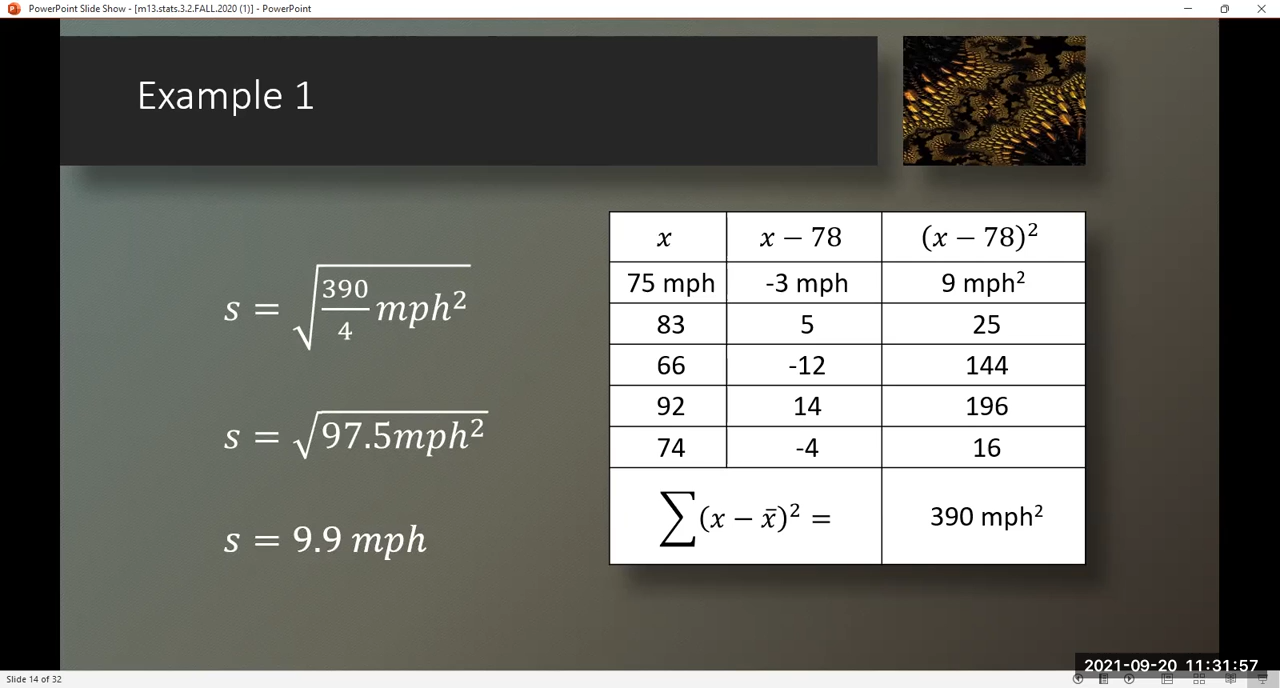 PowerPoint Slide Show - [m13.stats.3.2.FALL.2020 (1)] - PowerPoint
Example 1
s = √(390/4 mph²)
s = √(97.5mph²)
s = 9.9 mph
x | x − 78 | (x − 78)²
75 mph | -3 mph | 9 mph²
83 | 5 | 25
66 | -12 | 144
92 | 14 | 196
74 | -4 | 16
∑(x − x̄)² = | 390 mph²
2021-09-20 11:31:57
Slide 14 of 32